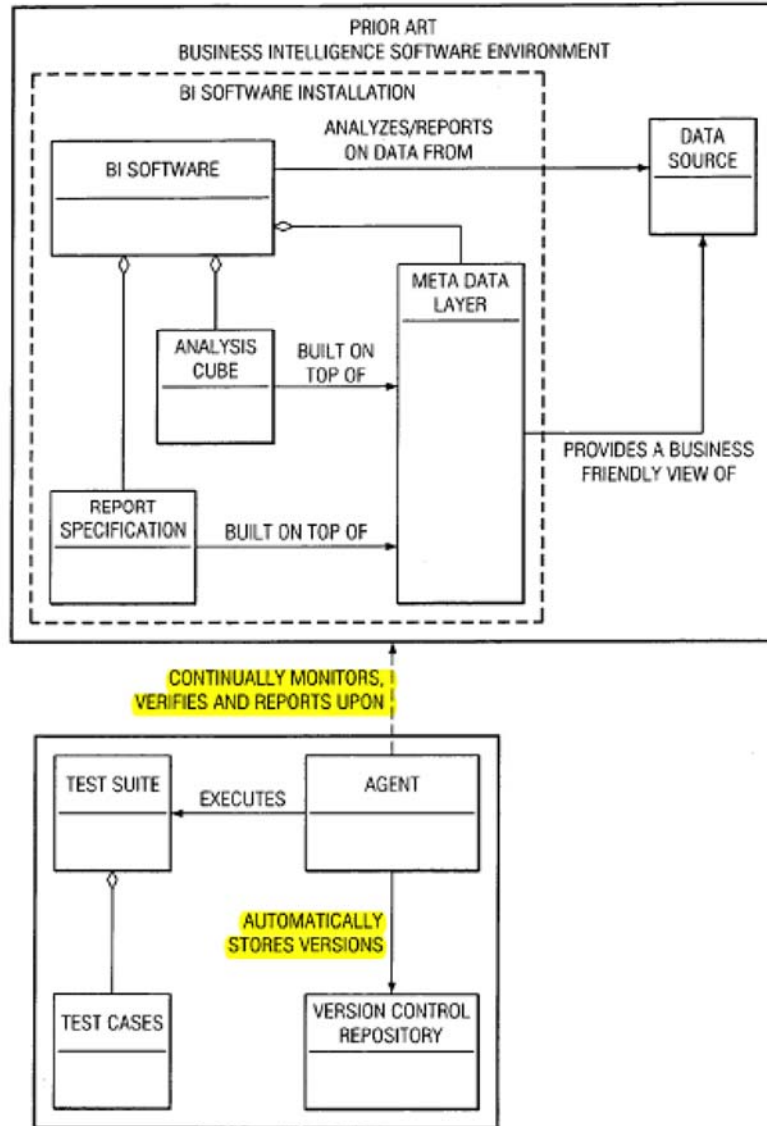 PRIOR ART
BUSINESS INTELLIGENCE SOFTWARE ENVIRONMENT
BI SOFTWARE INSTALLATION
BI SOFTWARE
ANALYZES/REPORTS
ON DATA FROM
DATA
SOURCE
META DATA
LAYER
ANALYSIS
CUBE
BUILT ON
TOP OF
PROVIDES A BUSINESS
FRIENDLY VIEW OF
REPORT
SPECIFICATION
BUILT ON TOP OF
CONTINUALLY MONITORS,
VERIFIES AND REPORTS UPON
TEST SUITE
EXECUTES
AGENT
AUTOMATICALLY
STORES VERSIONS
TEST CASES
VERSION CONTROL
REPOSITORY